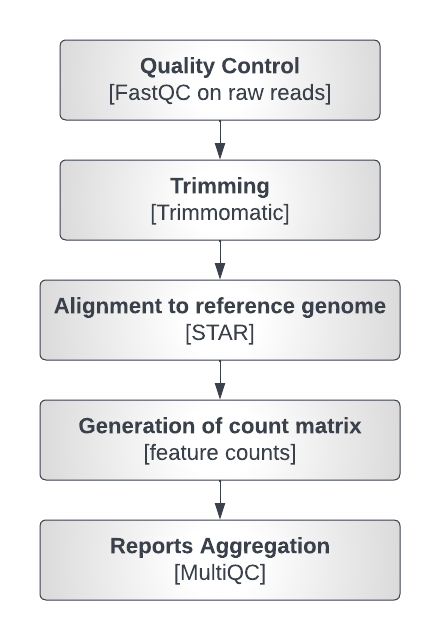 Quality Control
[FastQC on raw reads]
Trimming
[Trimmomatic]
Alignment to reference genome
[STAR]
Generation of count matrix
[feature counts]
Reports Aggregation
[MultiQC]